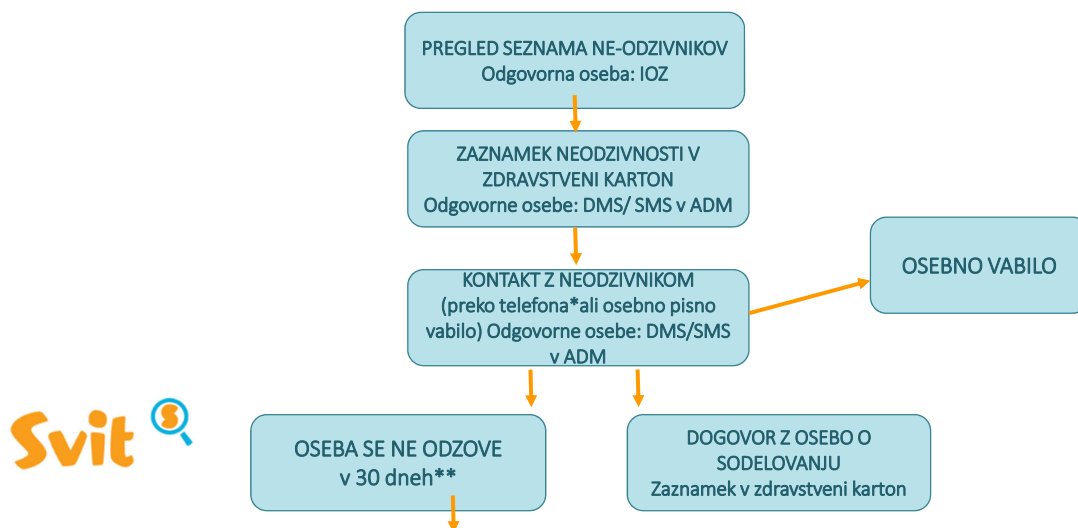 PREGLED SEZNAMA NE-ODZIVNIKOV
Odgovorna oseba: IOZ
ZAZNAMEK NEODZIVNOSTI V
ZDRAVSTVENI KARTON
Odgovorne osebe: DMS/ SMS v ADM
KONTAKT Z NEODZIVNIKOM
(preko telefona*ali osebno pisno
vabilo) Odgovorne osebe: DMS/SMS
v ADM
OSEBNO VABILO
Svit
S
OSEBA SE NE ODZOVE
v 30 dneh**
DOGOVOR Z OSEBO O
SODELOVANJU
Zaznamek v zdravstveni karton